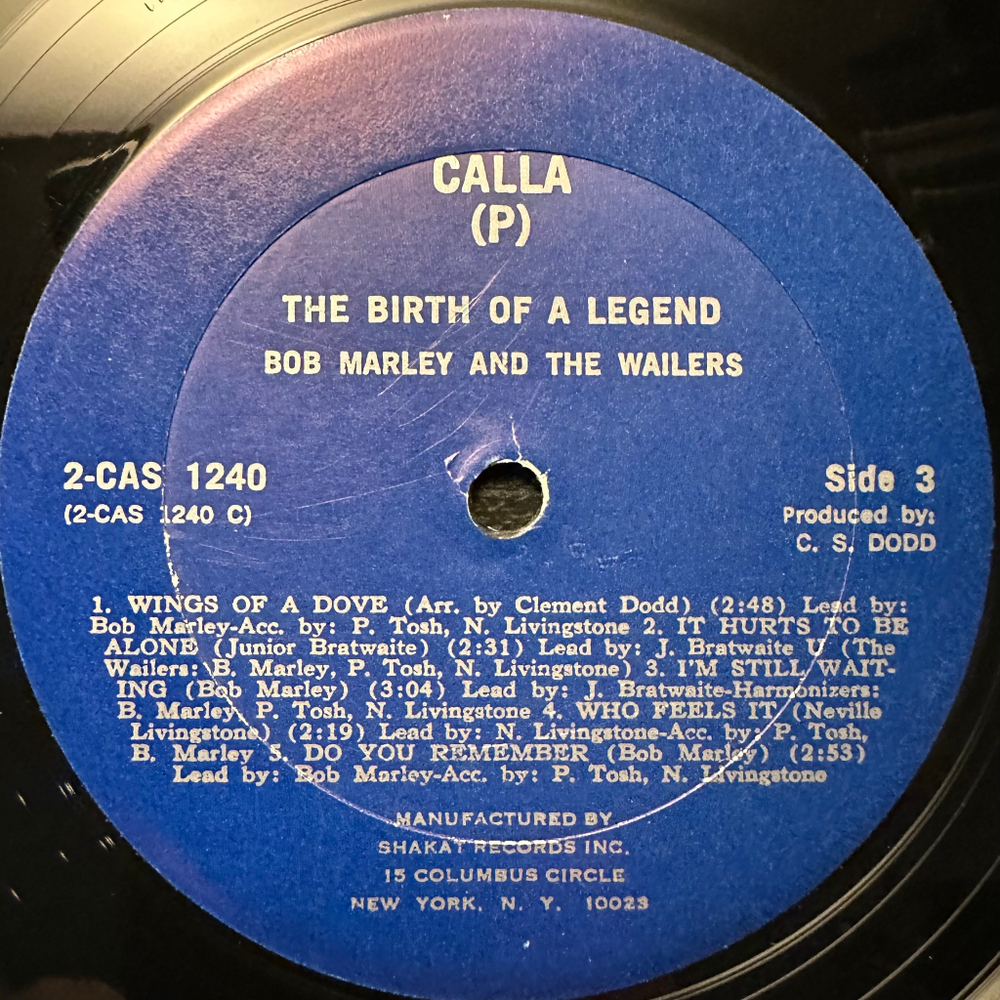 CALLA
(P)
THE BIRTH OF A LEGEND
BOB MARLEY AND THE WAILERS
2-CAS 1240
(2-CAS 1240 C)
Side 3
Produced by:
C. S. DODD
1. WINGS OF A DOVE (Arr. by Clement Dodd) (2:48) Lead by:
Bob Marley-Acc. by: P. Tosh, N. Livingstone 2. IT HURTS TO BE
ALONE (Junior Bratwaite) (2:31) Lead by: J. Bratwaite U (The
Wailers: B. Marley, P. Tosh, N. Livingstone) 3. I'M STILL WAIT-
ING (Bob Marley) (3:04) Lead by: J. Bratwaite-Harmonizers:
B. Marley, P. Tosh, N. Livingstone 4. WHO FEELS IT (Neville
Livingstone) (2:19) Lead by: N. Livingstone-Acc. by: P. Tosh,
B. Marley 5. DO YOU REMEMBER (Bob Marley) (2:53)
Lead by: Bob Marley-Acc. by: P. Tosh, N. Livingstone
MANUFACTURED BY
SHAKAT RECORDS INC.
15 COLUMBUS CIRCLE
NEW YORK, N. Y. 10023